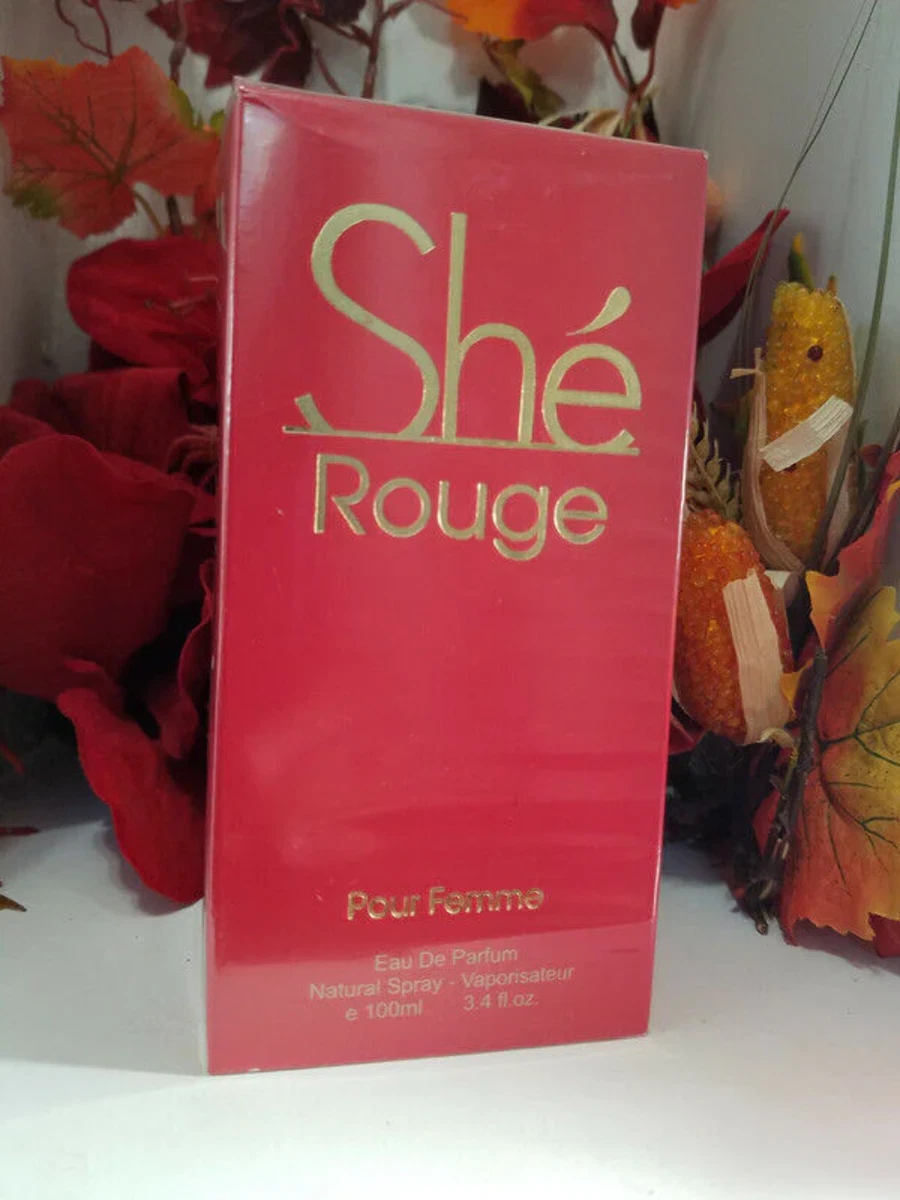 Shé
Rouge
Pour Femme
Eau De Parfum
Natural Spray - Vaporisateur
e 100ml 3.4 fl.oz.